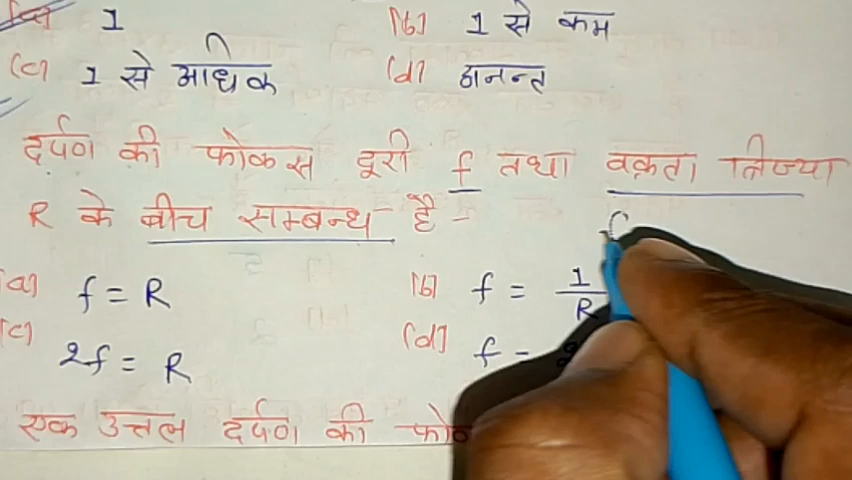 1 (b) 1 से कम
(c) 1 से अधिक (d) अनन्त
दर्पण की फोकस दूरी f तथा वक्रता त्रिज्या
R के बीच सम्बन्ध है -
(a) f = R (b) f = 1/R
(c) 2f = R (d) f =
एक उत्तल दर्पण की